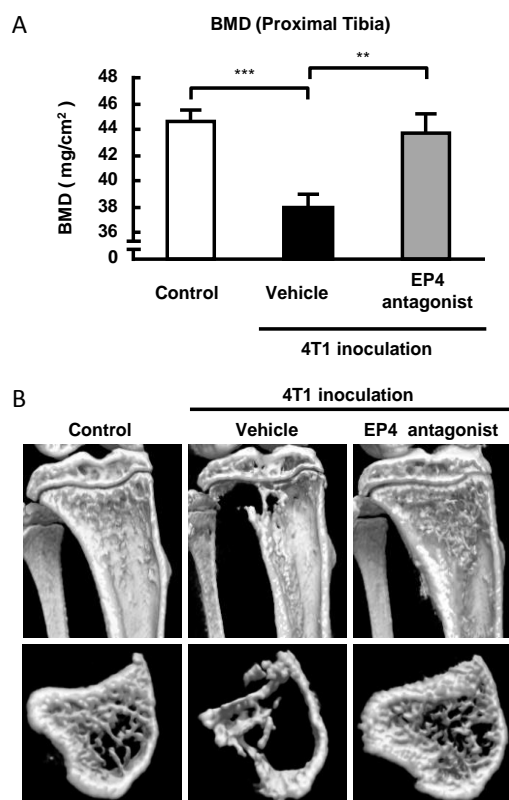 A
BMD (Proximal Tibia)
BMD ( mg/cm²)
48
46
44
42
40
38
36
0
***
**
Control
Vehicle
EP4
antagonist
4T1 inoculation
B
4T1 inoculation
Control
Vehicle
EP4 antagonist